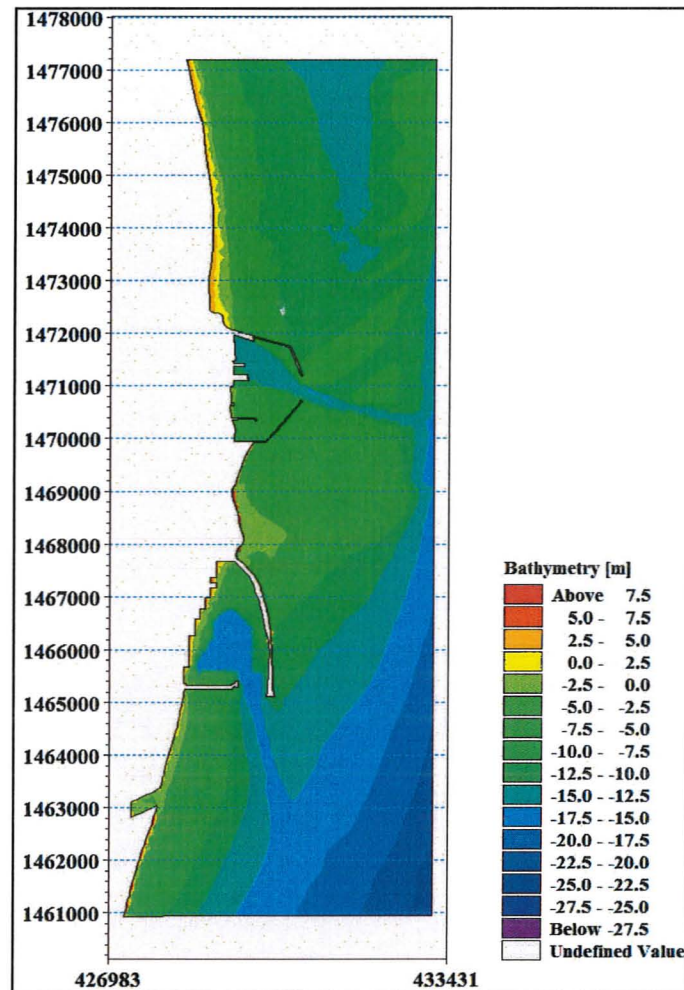 1478000
1477000
1476000
1475000
1474000
1473000
1472000
1471000
1470000
1469000
1468000
1467000
1466000
1465000
1464000
1463000
1462000
1461000
426983 433431
Bathymetry [m]
Above 7.5
5.0 - 7.5
2.5 - 5.0
0.0 - 2.5
-2.5 - 0.0
-5.0 - -2.5
-7.5 - -5.0
-10.0 - -7.5
-12.5 - -10.0
-15.0 - -12.5
-17.5 - -15.0
-20.0 - -17.5
-22.5 - -20.0
-25.0 - -22.5
-27.5 - -25.0
Below -27.5
Undefined Value